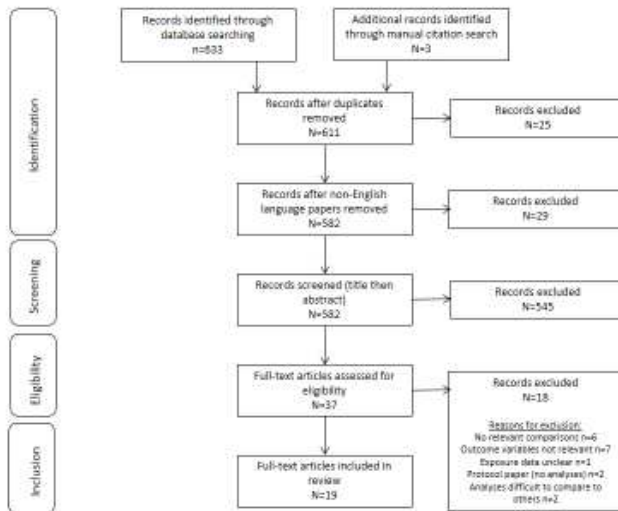 Records identified through
database searching
n=633
Additional records identified
through manual citation search
N=3
Identification
Records after duplicates
removed
N=611
Records excluded
N=25
Records after non-English
language papers removed
N=582
Records excluded
N=29
Screening
Records screened (title then
abstract)
N=582
Records excluded
N=545
Eligibility
Full-text articles assessed for
eligibility
N=37
Records excluded
N=18
Reasons for exclusion:
No relevant comparisons n=6
Outcome variables not relevant n=7
Exposure data unclear n=1
Protocol paper (no analyses) n=2
Analyses difficult to compare to
others n=2
Inclusion
Full-text articles included in
review
N=19